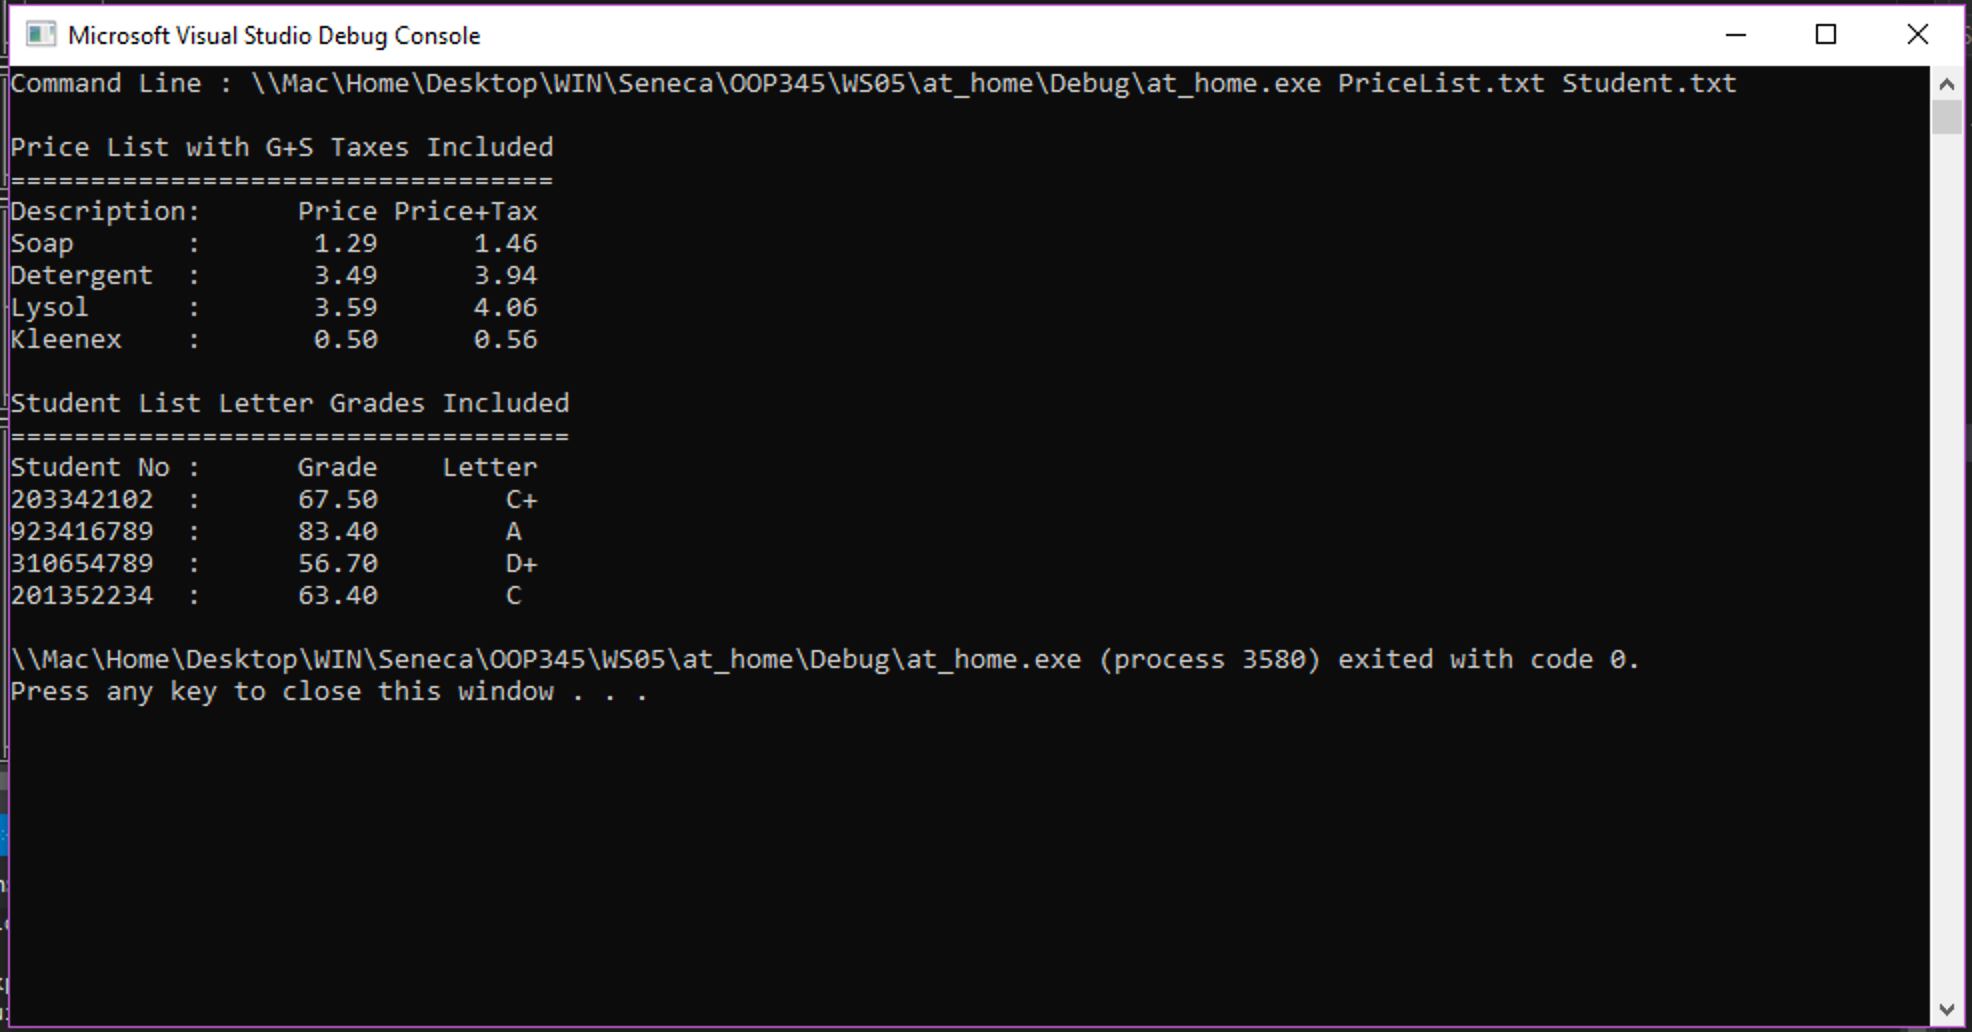 Microsoft Visual Studio Debug Console
Command Line : \\Mac\Home\Desktop\WIN\Seneca\OOP345\WS05\at_home\Debug\at_home.exe PriceList.txt Student.txt
Price List with G+S Taxes Included
==================================
Description:      Price Price+Tax
Soap       :       1.29      1.46
Detergent  :       3.49      3.94
Lysol      :       3.59      4.06
Kleenex    :       0.50      0.56
Student List Letter Grades Included
===================================
Student No :      Grade    Letter
203342102  :      67.50        C+
923416789  :      83.40        A
310654789  :      56.70        D+
201352234  :      63.40        C
\\Mac\Home\Desktop\WIN\Seneca\OOP345\WS05\at_home\Debug\at_home.exe (process 3580) exited with code 0.
Press any key to close this window . . .